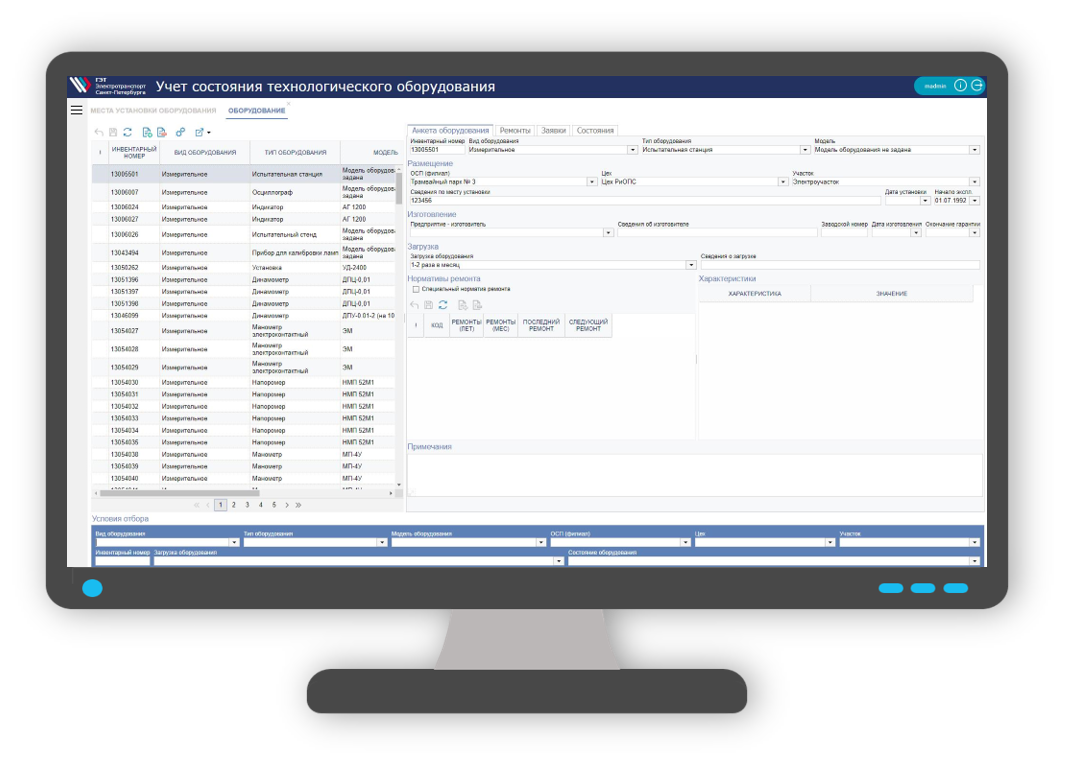 ГЭТ
Электротранспорт
Санкт-Петербурга
Учет состояния технологического оборудования
madmin
МЕСТА УСТАНОВКИ ОБОРУДОВАНИЯ ОБОРУДОВАНИЕ
! ИНВЕНТАРНЫЙ НОМЕР ВИД ОБОРУДОВАНИЯ ТИП ОБОРУДОВАНИЯ МОДЕЛЬ
13005501 Измерительное Испытательная станция Модель оборудов. задана
13006007 Измерительное Осциллограф Модель оборудов. задана
13006024 Измерительное Индикатор АГ 1200
13006027 Измерительное Индикатор АГ 1200
13006026 Измерительное Испытательный стенд Модель оборудов. задана
13043494 Измерительное Прибор для калибровки ламп Модель оборудов. задана
13050262 Измерительное Установка УД-2400
13051396 Измерительное Динамометр ДПЦ-0,01
13051397 Измерительное Динамометр ДПЦ-0,01
13051398 Измерительное Динамометр ДПЦ-0,01
13046099 Измерительное Динамометр ДПУ-0.01-2 (на 10
13054027 Измерительное Манометр электроконтактный ЭМ
13054028 Измерительное Манометр электроконтактный ЭМ
13054029 Измерительное Манометр электроконтактный ЭМ
13054030 Измерительное Напоромер НМП 52М1
13054031 Измерительное Напоромер НМП 52М1
13054032 Измерительное Напоромер НМП 52М1
13054033 Измерительное Напоромер НМП 52М1
13054034 Измерительное Напоромер НМП 52М1
13054035 Измерительное Напоромер НМП 52М1
13054038 Измерительное Манометр МП-4У
13054039 Измерительное Манометр МП-4У
13054040 Измерительное Манометр МП-4У
1 2 3 4 5
Анкета оборудования Ремонты Заявки Состояния
Инвентарный номер Вид оборудования Тип оборудования Модель
13005501 Измерительное Испытательная станция Модель оборудования не задана
Размещение
ОСП (филиал) Цех Участок
Трамвайный парк № 3 Цех РиОПС Электроучасток
Сведения по месту установки Дата установки Начало экспл.
123456 01.07.1992
Изготовление
Предприятие - изготовитель Сведения об изготовителе Заводской номер Дата изготовления Окончание гарантии
Загрузка
Загрузка оборудования Сведения о загрузке
1-2 раза в месяц
Нормативы ремонта Характеристики
Специальный норматив ремонта
ХАРАКТЕРИСТИКА ЗНАЧЕНИЕ
! КОД РЕМОНТЫ (ЛЕТ) РЕМОНТЫ (МЕС) ПОСЛЕДНИЙ РЕМОНТ СЛЕДУЮЩИЙ РЕМОНТ
Примечания
Условия отбора
Вид оборудования Тип оборудования Модель оборудования ОСП (филиал) Цех Участок
Инвентарный номер Загрузка оборудования Состояние оборудования